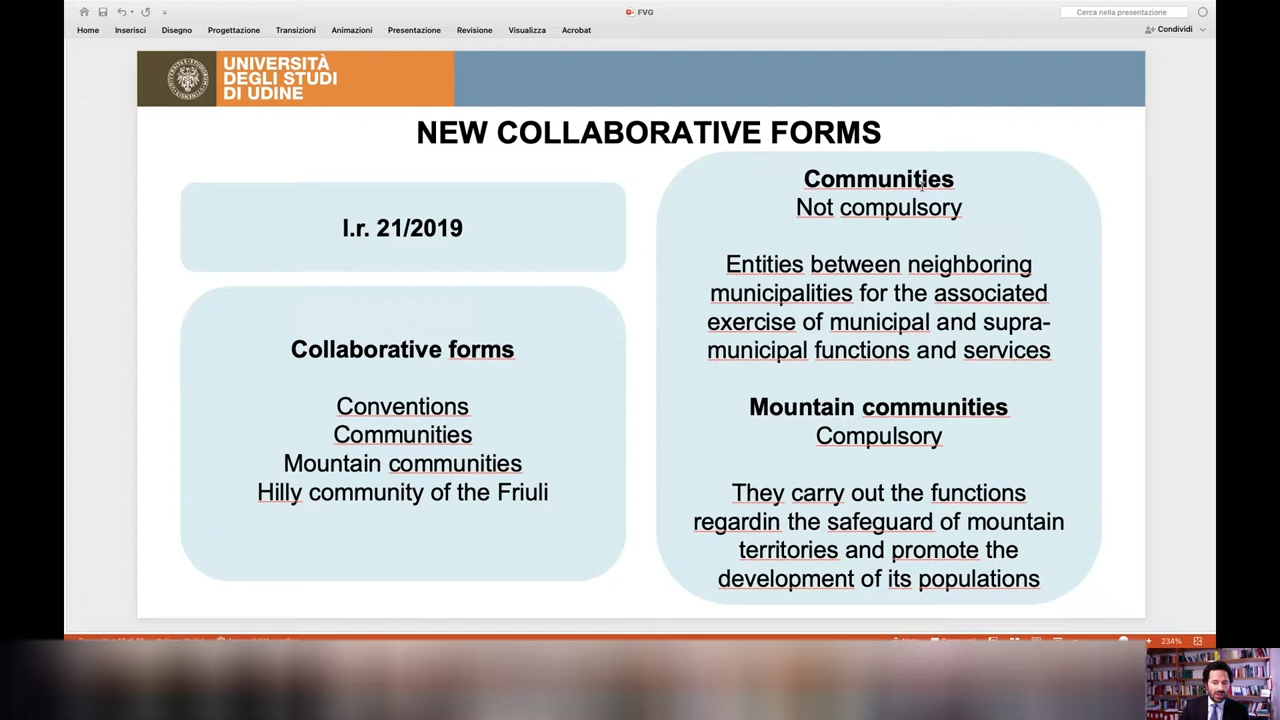 FVG
Cerca nella presentazione
Home Inserisci Disegno Progettazione Transizioni Animazioni Presentazione Revisione Visualizza Acrobat
Condividi
UNIVERSITÀ
DEGLI STUDI
DI UDINE
NEW COLLABORATIVE FORMS
l.r. 21/2019
Collaborative forms
Conventions
Communities
Mountain communities
Hilly community of the Friuli
Communities
Not compulsory
Entities between neighboring
municipalities for the associated
exercise of municipal and supra-
municipal functions and services
Mountain communities
Compulsory
They carry out the functions
regardin the safeguard of mountain
territories and promote the
development of its populations
234%